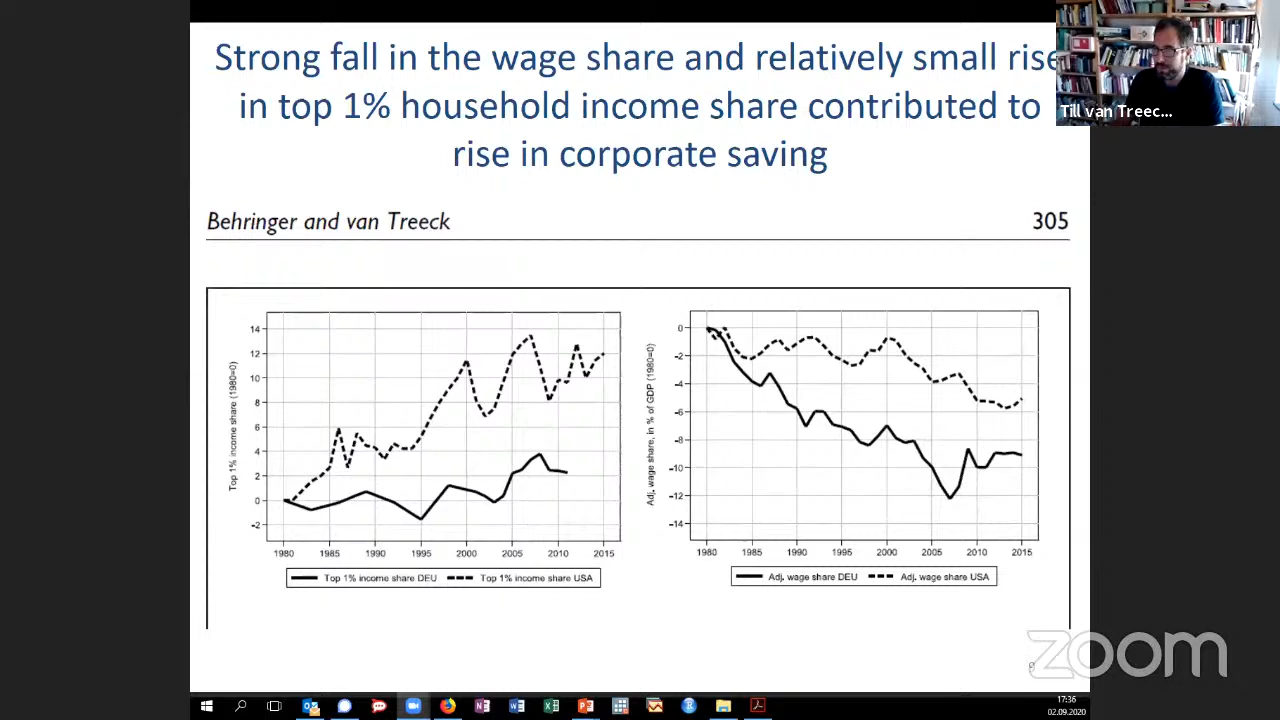 Strong fall in the wage share and relatively small rise
in top 1% household income share contributed to
rise in corporate saving
Till van Treec...
Behringer and van Treeck 305
Top 1% income share (1980=0)
14
12
10
8
6
4
2
0
-2
1980 1985 1990 1995 2000 2005 2010 2015
Top 1% income share DEU Top 1% income share USA
Adj. wage share, in % of GDP (1980=0)
0
-2
-4
-6
-8
-10
-12
-14
1980 1985 1990 1995 2000 2005 2010 2015
Adj. wage share DEU Adj. wage share USA
zoom
9
17:36
02.09.2020